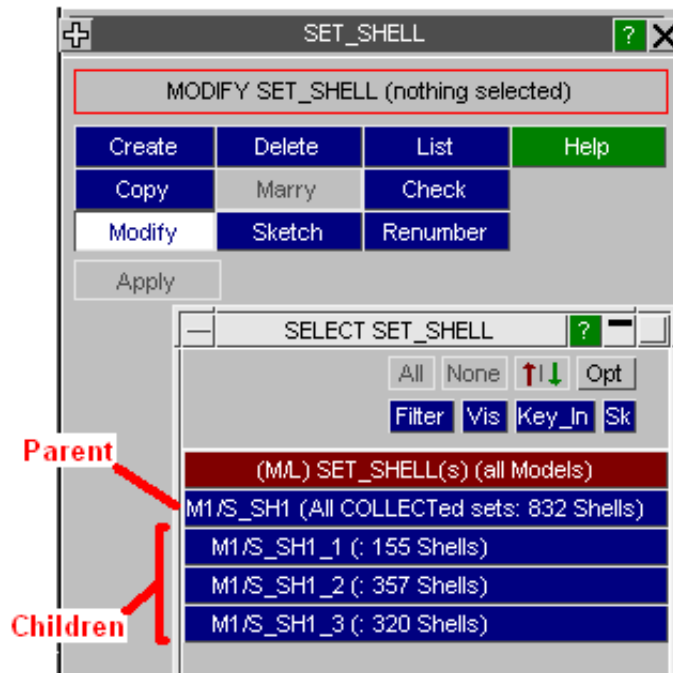 SET_SHELL ?
MODIFY SET_SHELL (nothing selected)
Create Delete List Help
Copy Marry Check
Modify Sketch Renumber
Apply
SELECT SET_SHELL ?
All None Opt
Filter Vis Key_In Sk
Parent
(M/L) SET_SHELL(s) (all Models)
M1/S_SH1 (All COLLECTed sets: 832 Shells)
M1/S_SH1_1 (: 155 Shells)
M1/S_SH1_2 (: 357 Shells)
M1/S_SH1_3 (: 320 Shells)
Children